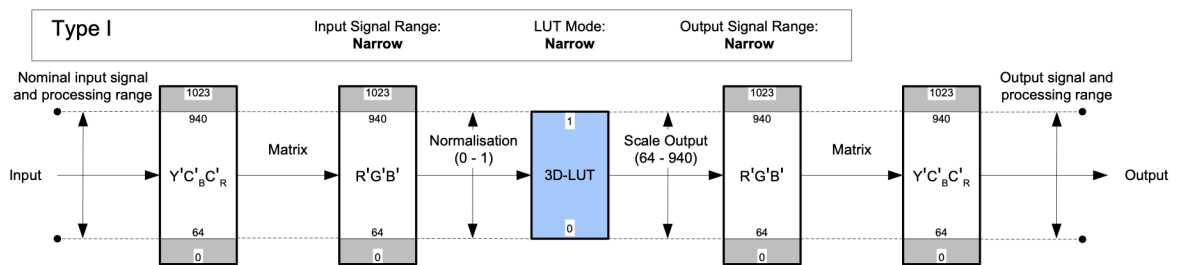 Type I
Input Signal Range:
Narrow
LUT Mode:
Narrow
Output Signal Range:
Narrow
Nominal input signal
and processing range
Input
1023
940
Y'C'BC'R
64
0
Matrix
1023
940
R'G'B'
64
0
Normalisation
(0 - 1)
1
3D-LUT
0
Scale Output
(64 - 940)
1023
940
R'G'B'
64
0
Matrix
1023
940
Y'C'BC'R
64
0
Output signal and
processing range
Output